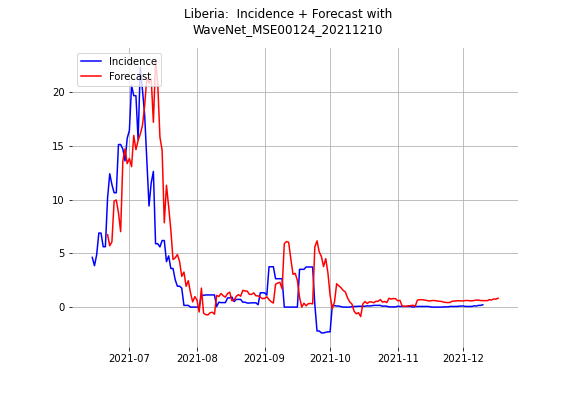 Liberia:  Incidence + Forecast with
WaveNet_MSE00124_20211210
Incidence
Forecast
20
15
10
5
0
2021-07 2021-08 2021-09 2021-10 2021-11 2021-12